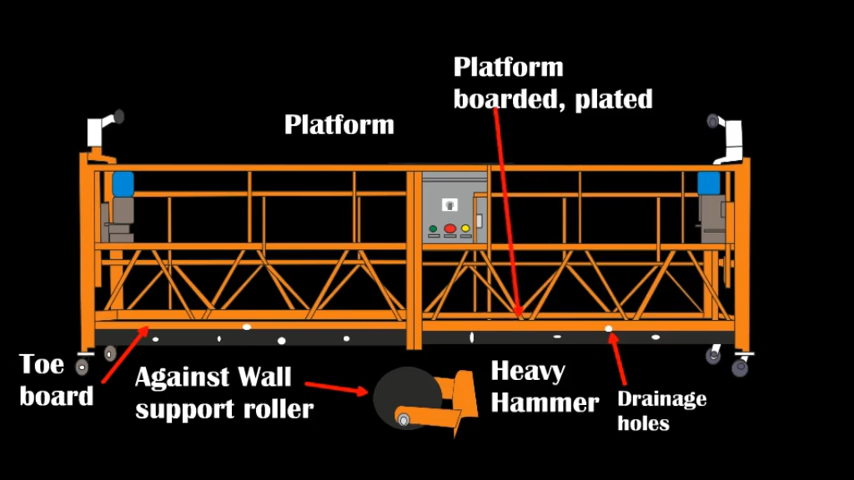 Platform
boarded, plated
Platform
Toe
board
Against Wall
support roller
Heavy
Hammer
Drainage
holes